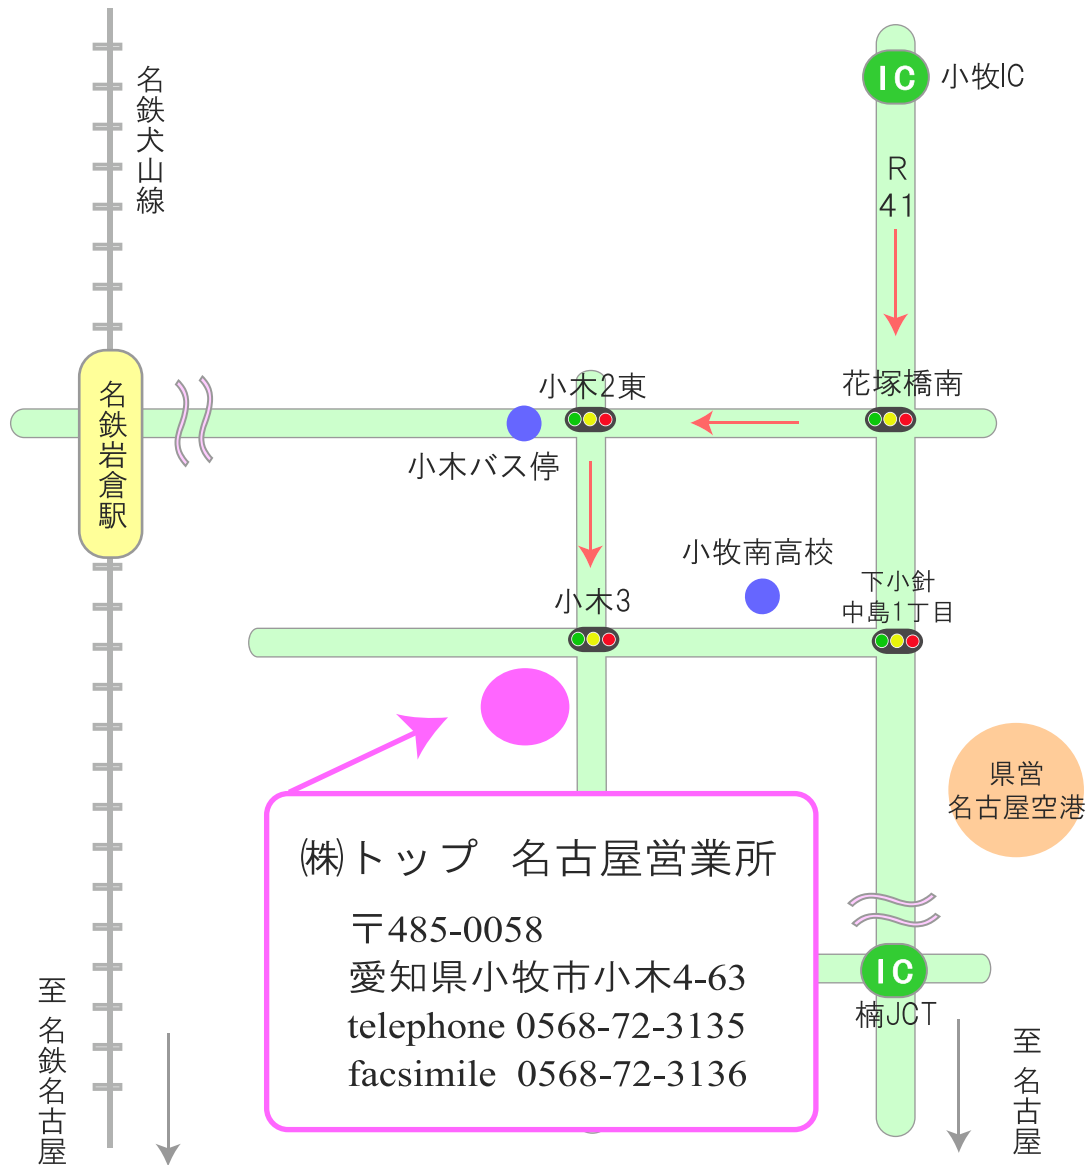 名鉄犬山線
IC
小牧IC
R
41
花塚橋南
小木2東
小木バス停
名鉄岩倉駅
小牧南高校
下小針
中島1丁目
小木3
県営
名古屋空港
㈱トップ 名古屋営業所
〒485-0058
愛知県小牧市小木4-63
telephone 0568-72-3135
facsimile 0568-72-3136
IC
楠JCT
至 名鉄名古屋
至 名古屋